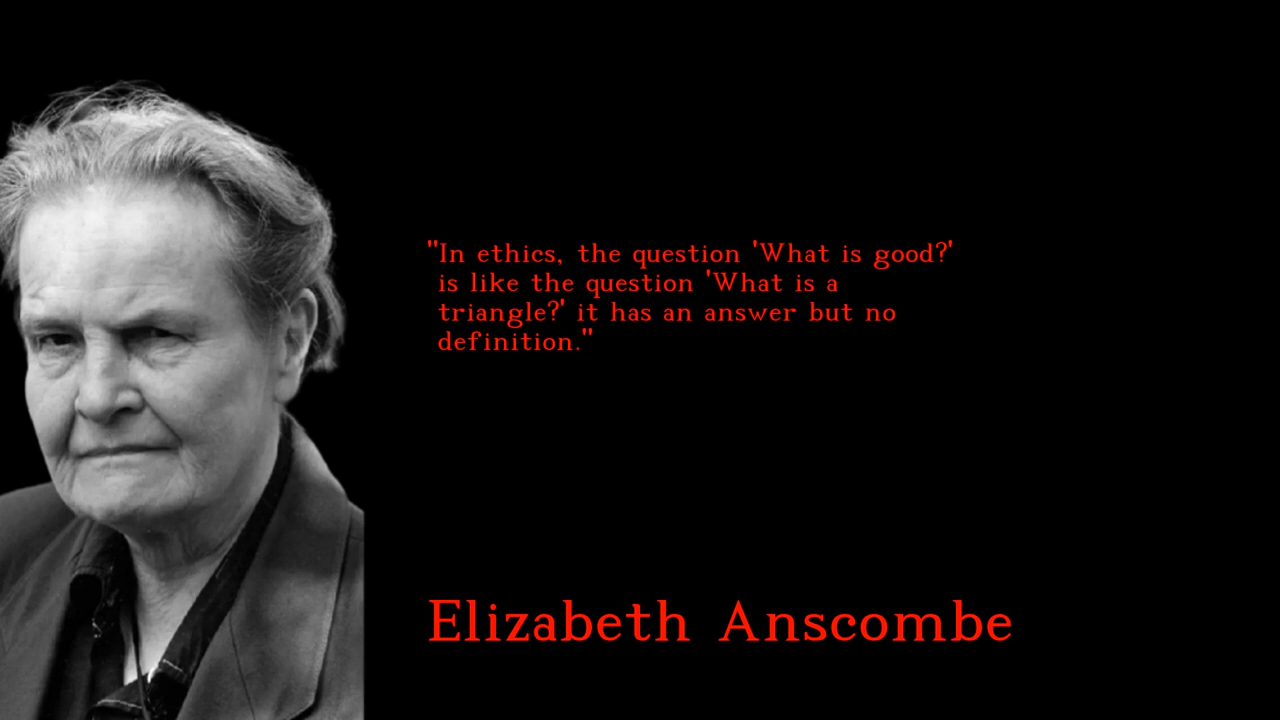 "In ethics, the question 'What is good?'
is like the question 'What is a
triangle?' it has an answer but no
definition."
Elizabeth Anscombe